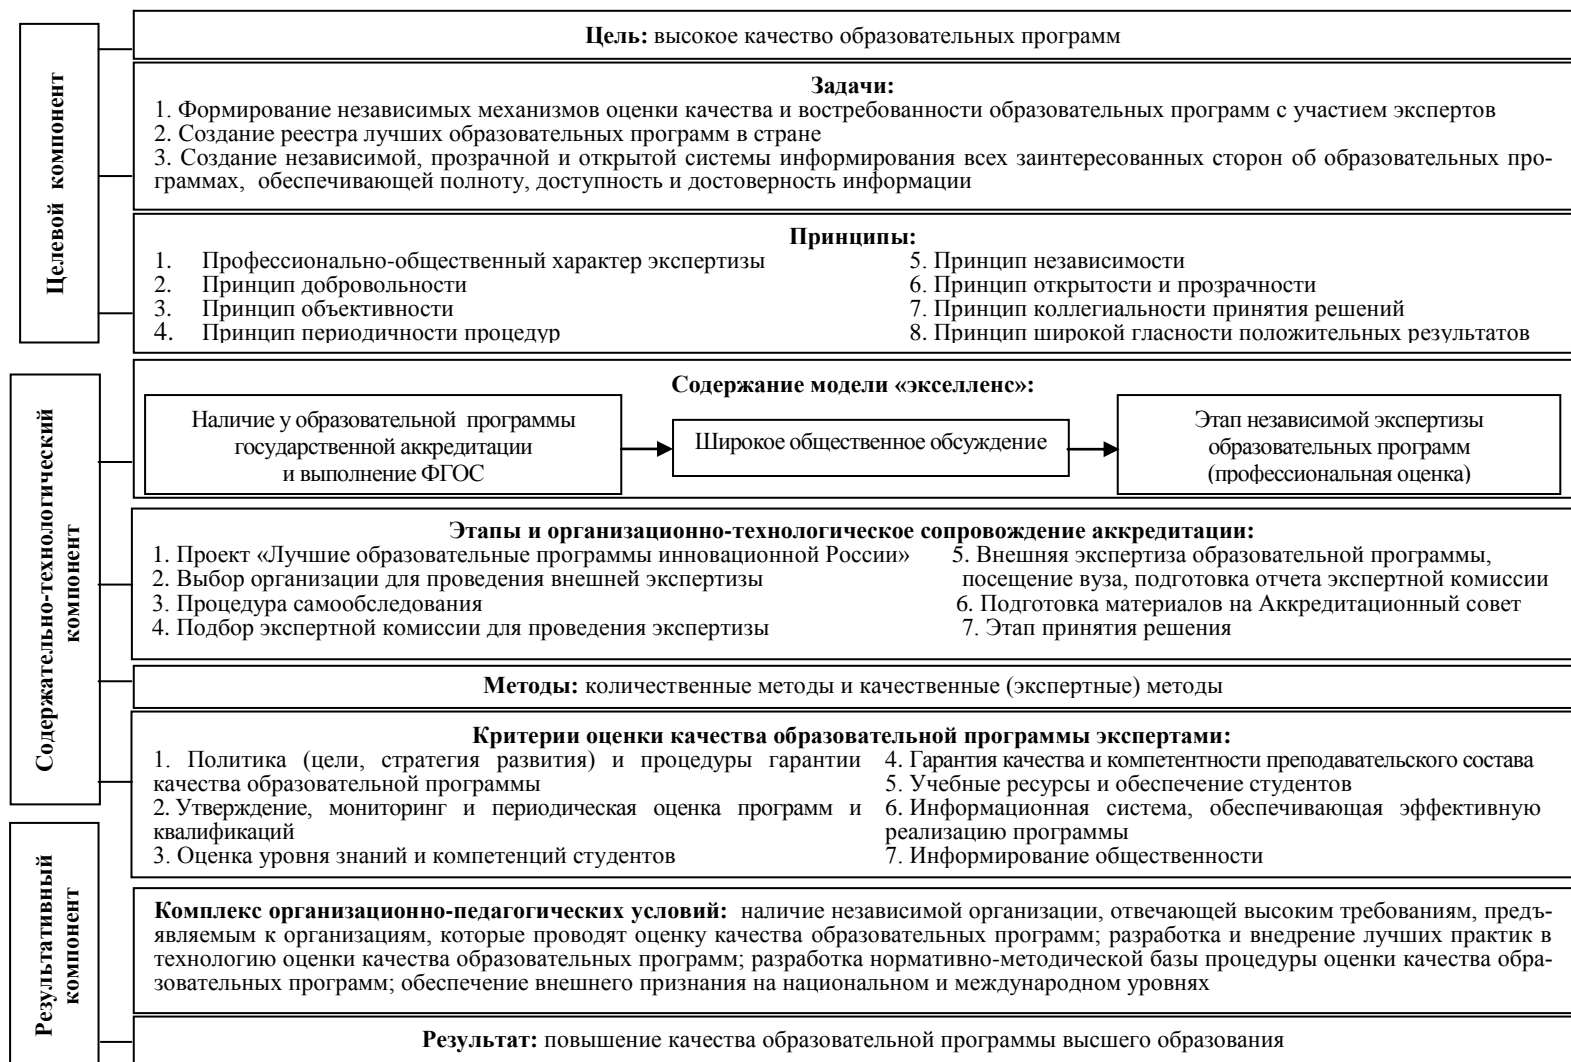 Целевой компонент
Цель: высокое качество образовательных программ
Задачи:
1. Формирование независимых механизмов оценки качества и востребованности образовательных программ с участием экспертов
2. Создание реестра лучших образовательных программ в стране
3. Создание независимой, прозрачной и открытой системы информирования всех заинтересованных сторон об образовательных про-
граммах, обеспечивающей полноту, доступность и достоверность информации
Принципы:
1. Профессионально-общественный характер экспертизы
2. Принцип добровольности
3. Принцип объективности
4. Принцип периодичности процедур
5. Принцип независимости
6. Принцип открытости и прозрачности
7. Принцип коллегиальности принятия решений
8. Принцип широкой гласности положительных результатов
Содержательно-технологический
компонент
Содержание модели «экселленс»:
Наличие у образовательной программы
государственной аккредитации
и выполнение ФГОС
Широкое общественное обсуждение
Этап независимой экспертизы
образовательных программ
(профессиональная оценка)
Этапы и организационно-технологическое сопровождение аккредитации:
1. Проект «Лучшие образовательные программы инновационной России»
2. Выбор организации для проведения внешней экспертизы
3. Процедура самообследования
4. Подбор экспертной комиссии для проведения экспертизы
5. Внешняя экспертиза образовательной программы,
посещение вуза, подготовка отчета экспертной комиссии
6. Подготовка материалов на Аккредитационный совет
7. Этап принятия решения
Методы: количественные методы и качественные (экспертные) методы
Критерии оценки качества образовательной программы экспертами:
1. Политика (цели, стратегия развития) и процедуры гарантии
качества образовательной программы
2. Утверждение, мониторинг и периодическая оценка программ и
квалификаций
3. Оценка уровня знаний и компетенций студентов
4. Гарантия качества и компетентности преподавательского состава
5. Учебные ресурсы и обеспечение студентов
6. Информационная система, обеспечивающая эффективную
реализацию программы
7. Информирование общественности
Результативный
компонент
Комплекс организационно-педагогических условий: наличие независимой организации, отвечающей высоким требованиям, предъ-
являемым к организациям, которые проводят оценку качества образовательных программ; разработка и внедрение лучших практик в
технологию оценки качества образовательных программ; разработка нормативно-методической базы процедуры оценки качества обра-
зовательных программ; обеспечение внешнего признания на национальном и международном уровнях
Результат: повышение качества образовательной программы высшего образования